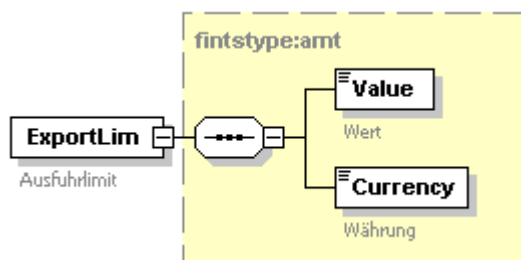 fintstype:amt
Value
Wert
ExportLim
Ausfuhrlimit
Currency
Währung